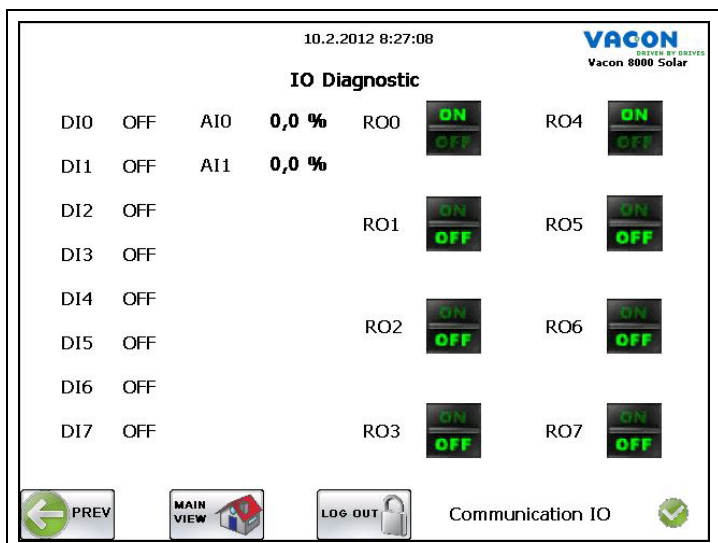 10.2.2012 8:27:08
VACON
DRIVEN BY DRIVES
Vacon 8000 Solar
IO Diagnostic
DI0 OFF AI0 0,0 % RO0 ON OFF RO4 ON OFF
DI1 OFF AI1 0,0 %
DI2 OFF RO1 ON OFF RO5 ON OFF
DI3 OFF
DI4 OFF
DI5 OFF RO2 ON OFF RO6 ON OFF
DI6 OFF
DI7 OFF RO3 ON OFF RO7 ON OFF
PREV MAIN VIEW LOG OUT Communication IO